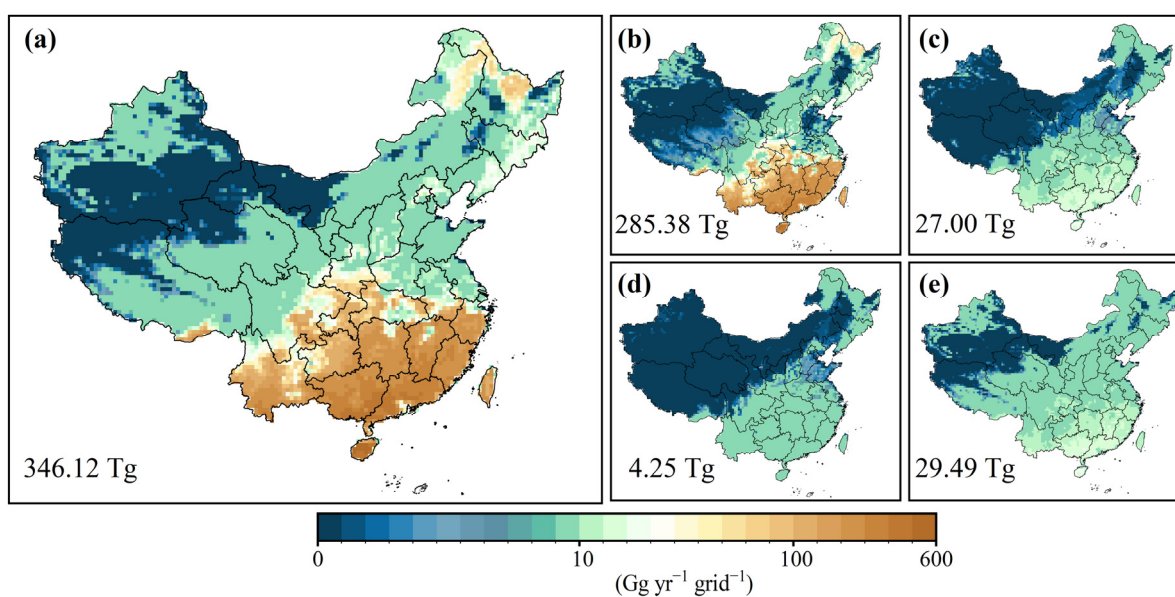 (a)
346.12 Tg
(b)
285.38 Tg
(c)
27.00 Tg
(d)
4.25 Tg
(e)
29.49 Tg
0 10 100 600
(Gg yr⁻¹ grid⁻¹)